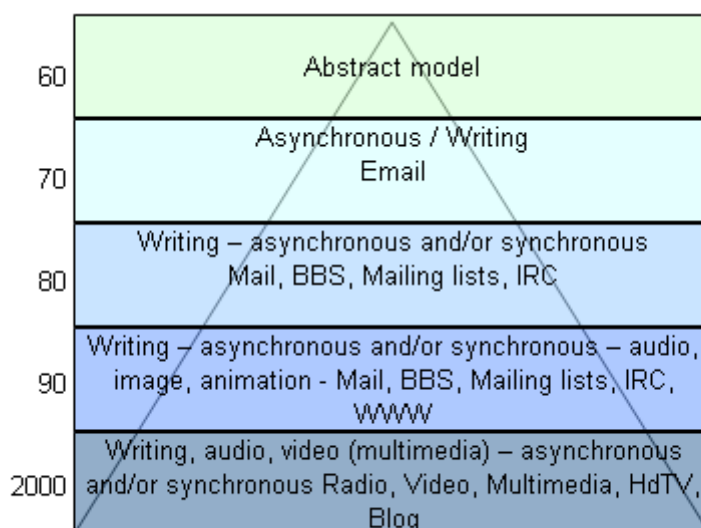 60
Abstract model
70
Asynchronous / Writing
Email
80
Writing – asynchronous and/or synchronous
Mail, BBS, Mailing lists, IRC
90
Writing – asynchronous and/or synchronous – audio,
image, animation - Mail, BBS, Mailing lists, IRC,
WWW
2000
Writing, audio, video (multimedia) – asynchronous
and/or synchronous Radio, Video, Multimedia, HdTV,
Blog